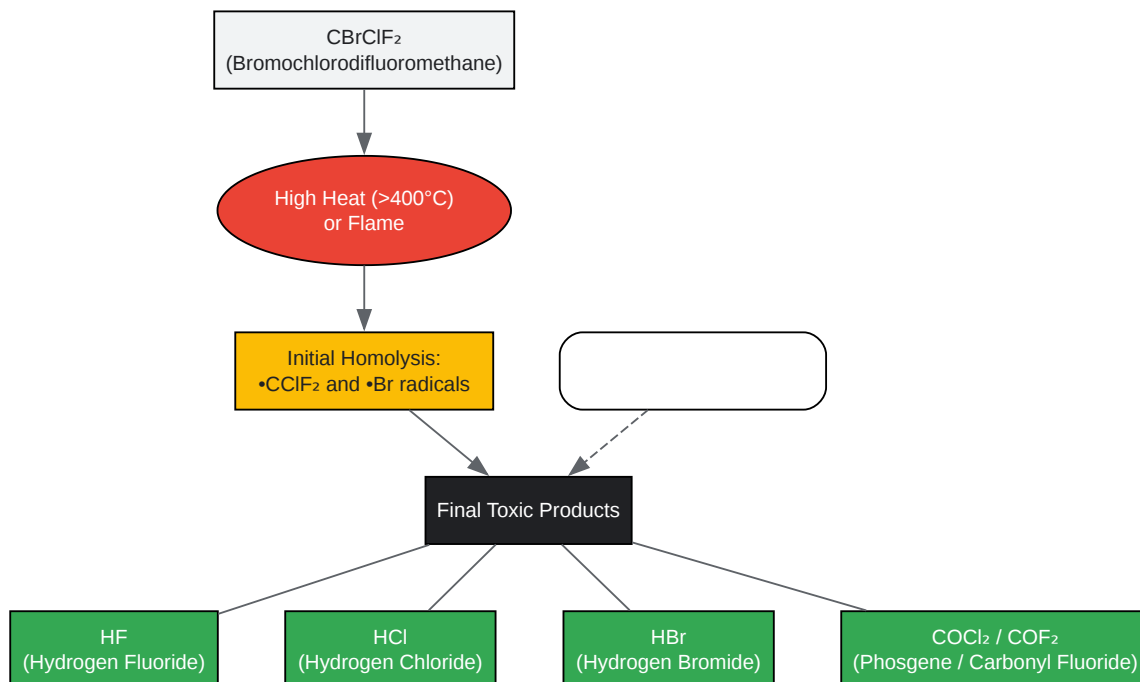 CBrClF₂
(Bromochlorodifluoromethane)
High Heat (>400°C)
or Flame
Initial Homolysis:
•CClF₂ and •Br radicals
Final Toxic Products
HF
(Hydrogen Fluoride)
HCl
(Hydrogen Chloride)
HBr
(Hydrogen Bromide)
COCl₂ / COF₂
(Phosgene / Carbonyl Fluoride)